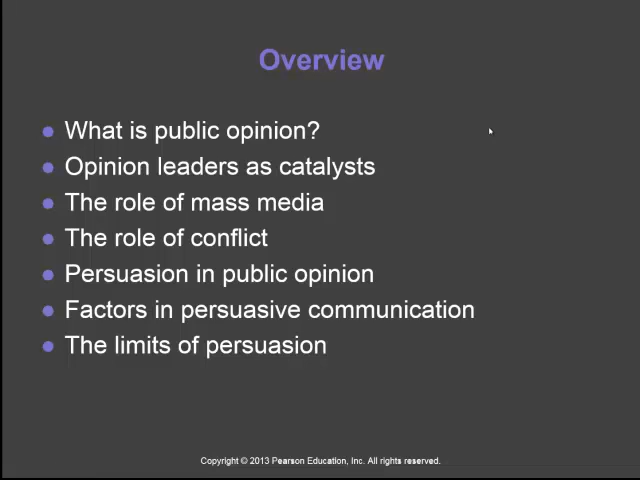 Overview
What is public opinion?
Opinion leaders as catalysts
The role of mass media
The role of conflict
Persuasion in public opinion
Factors in persuasive communication
The limits of persuasion
Copyright © 2013 Pearson Education, Inc. All rights reserved.